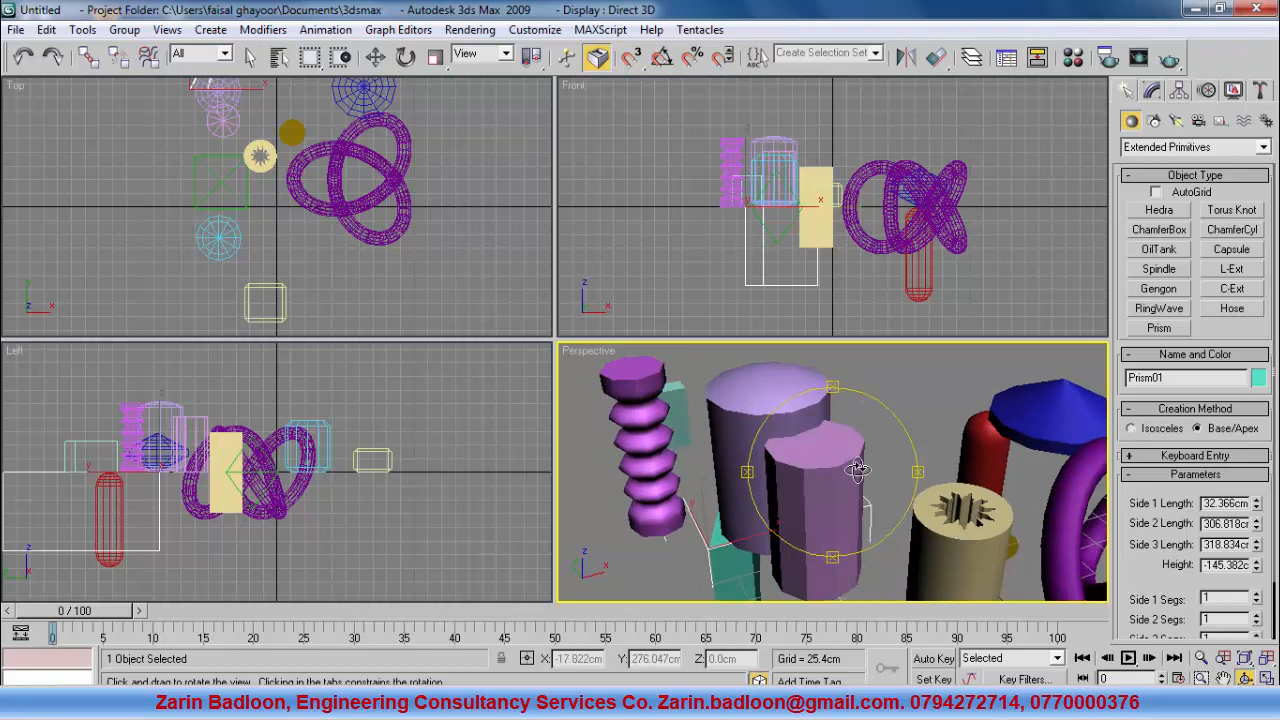 Untitled - Project Folder: C:\Users\faisal ghayoor\Documents\3dsmax - Autodesk 3ds Max 2009 - Display : Direct 3D
File Edit Tools Group Views Create Modifiers Animation Graph Editors Rendering Customize MAXScript Help Tentacles
All View Create Selection Set
Top Front
Left Perspective
Extended Primitives
Object Type
AutoGrid
Hedra Torus Knot
ChamferBox ChamferCyl
OilTank Capsule
Spindle L-Ext
Gengon C-Ext
RingWave Hose
Prism
Name and Color
Prism01
Creation Method
Isosceles Base/Apex
Keyboard Entry
Parameters
Side 1 Length: 32.366cm
Side 2 Length: 306.818cm
Side 3 Length: 318.834cm
Height: -145.382c
Side 1 Segs: 1
Side 2 Segs: 1
0 / 100
0 5 10 15 20 25 30 35 40 45 50 55 60 65 70 75 80 85 90 95 100
1 Object Selected X: -17.822cm Y: 276.047cm Z: 0.0cm Grid = 25.4cm Auto Key Selected
Click and drag to rotate the view. Clicking in the tabs constrains the rotation. Add Time Tag Set Key Key Filters... 0
Zarin Badloon, Engineering Consultancy Services Co. Zarin.badloon@gmail.com. 0794272714, 0770000376